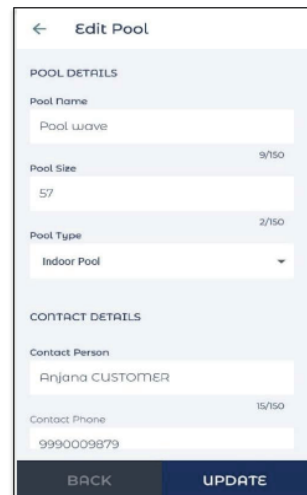 Edit Pool
POOL DETAILS
Pool Name
Pool wave
9/150
Pool Size
57
2/150
Pool Type
Indoor Pool
CONTACT DETAILS
Contact Person
Anjana CUSTOMER
15/150
Contact Phone
9990009879
BACK UPDATE